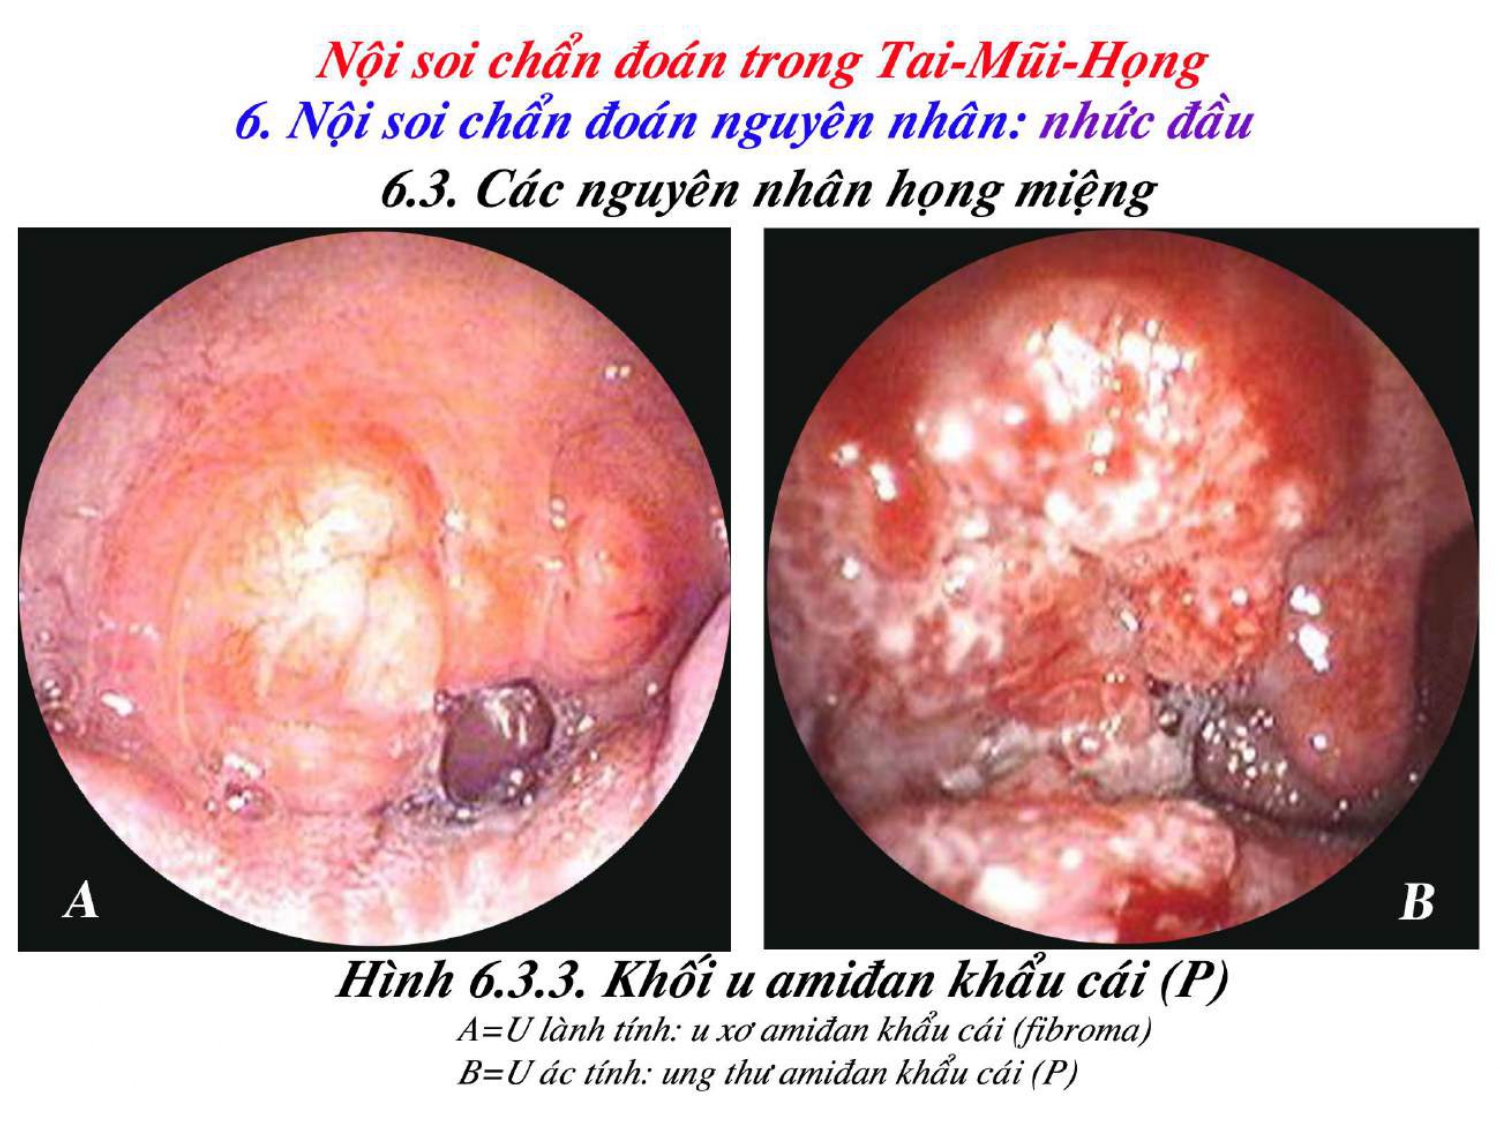 Nội soi chẩn đoán trong Tai-Mũi-Họng
6. Nội soi chẩn đoán nguyên nhân: nhức đầu
6.3. Các nguyên nhân họng miệng
A
B
Hình 6.3.3. Khối u amiđan khẩu cái (P)
A=U lành tính: u xơ amiđan khẩu cái (fibroma)
B=U ác tính: ung thư amiđan khẩu cái (P)